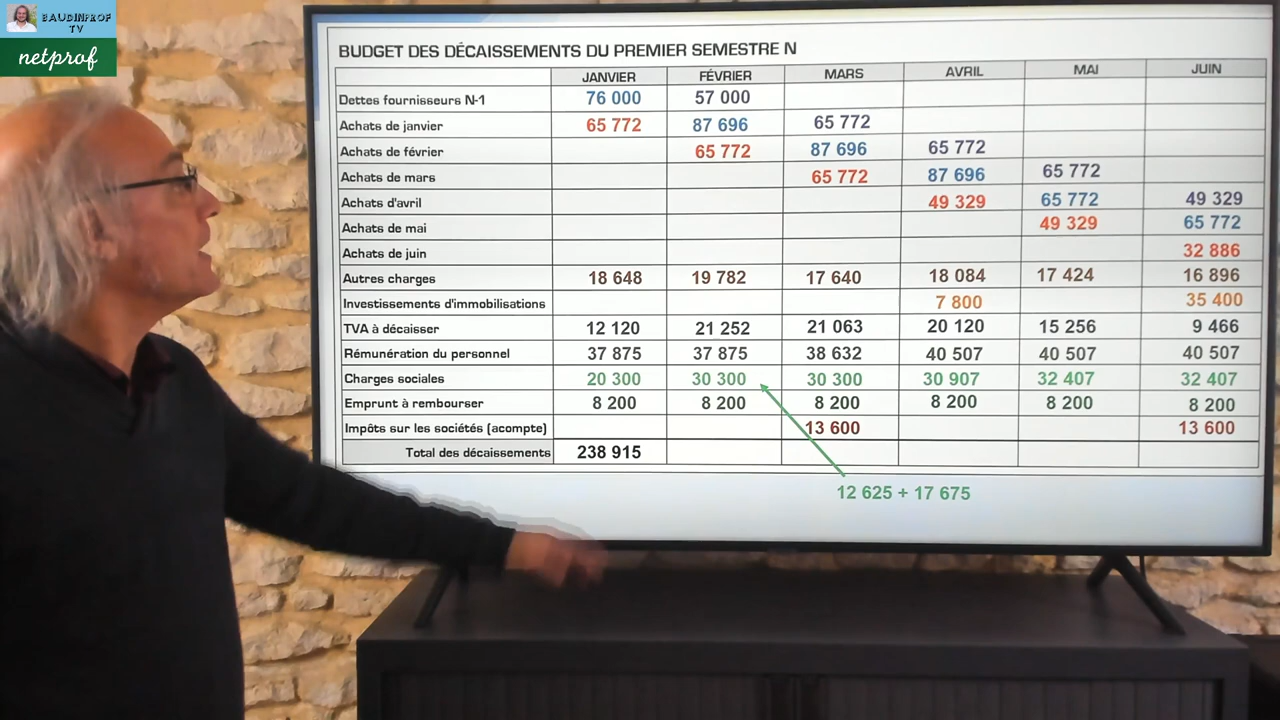 BAUDINPROF
TV
netprof
BUDGET DES DÉCAISSEMENTS DU PREMIER SEMESTRE N
JANVIER FÉVRIER MARS AVRIL MAI JUIN
Dettes fournisseurs N-1 76 000 57 000
Achats de janvier 65 772 87 696 65 772
Achats de février 65 772 87 696 65 772
Achats de mars 65 772 87 696 65 772
Achats d'avril 49 329 65 772 49 329
Achats de mai 49 329 65 772
Achats de juin 32 886
Autres charges 18 648 19 782 17 640 18 084 17 424 16 896
Investissements d'immobilisations 7 800 35 400
TVA à décaisser 12 120 21 252 21 063 20 120 15 256 9 466
Rémunération du personnel 37 875 37 875 38 632 40 507 40 507 40 507
Charges sociales 20 300 30 300 30 300 30 907 32 407 32 407
Emprunt à rembourser 8 200 8 200 8 200 8 200 8 200 8 200
Impôts sur les sociétés (acompte) 13 600 13 600
Total des décaissements 238 915
12 625 + 17 675